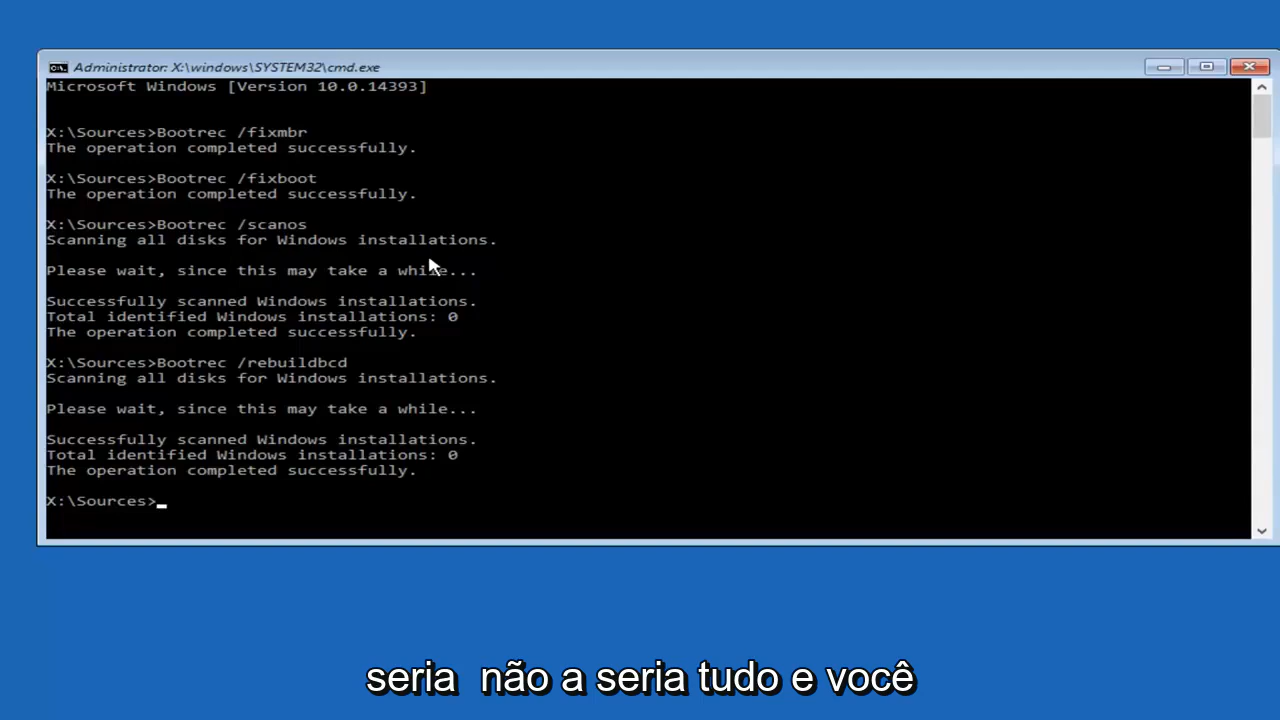 Administrator: X:\windows\SYSTEM32\cmd.exe
Microsoft Windows [Version 10.0.14393]
X:\Sources>Bootrec /fixmbr
The operation completed successfully.
X:\Sources>Bootrec /fixboot
The operation completed successfully.
X:\Sources>Bootrec /scanos
Scanning all disks for Windows installations.
Please wait, since this may take a while...
Successfully scanned Windows installations.
Total identified Windows installations: 0
The operation completed successfully.
X:\Sources>Bootrec /rebuildbcd
Scanning all disks for Windows installations.
Please wait, since this may take a while...
Successfully scanned Windows installations.
Total identified Windows installations: 0
The operation completed successfully.
X:\Sources>
seria não a seria tudo e você